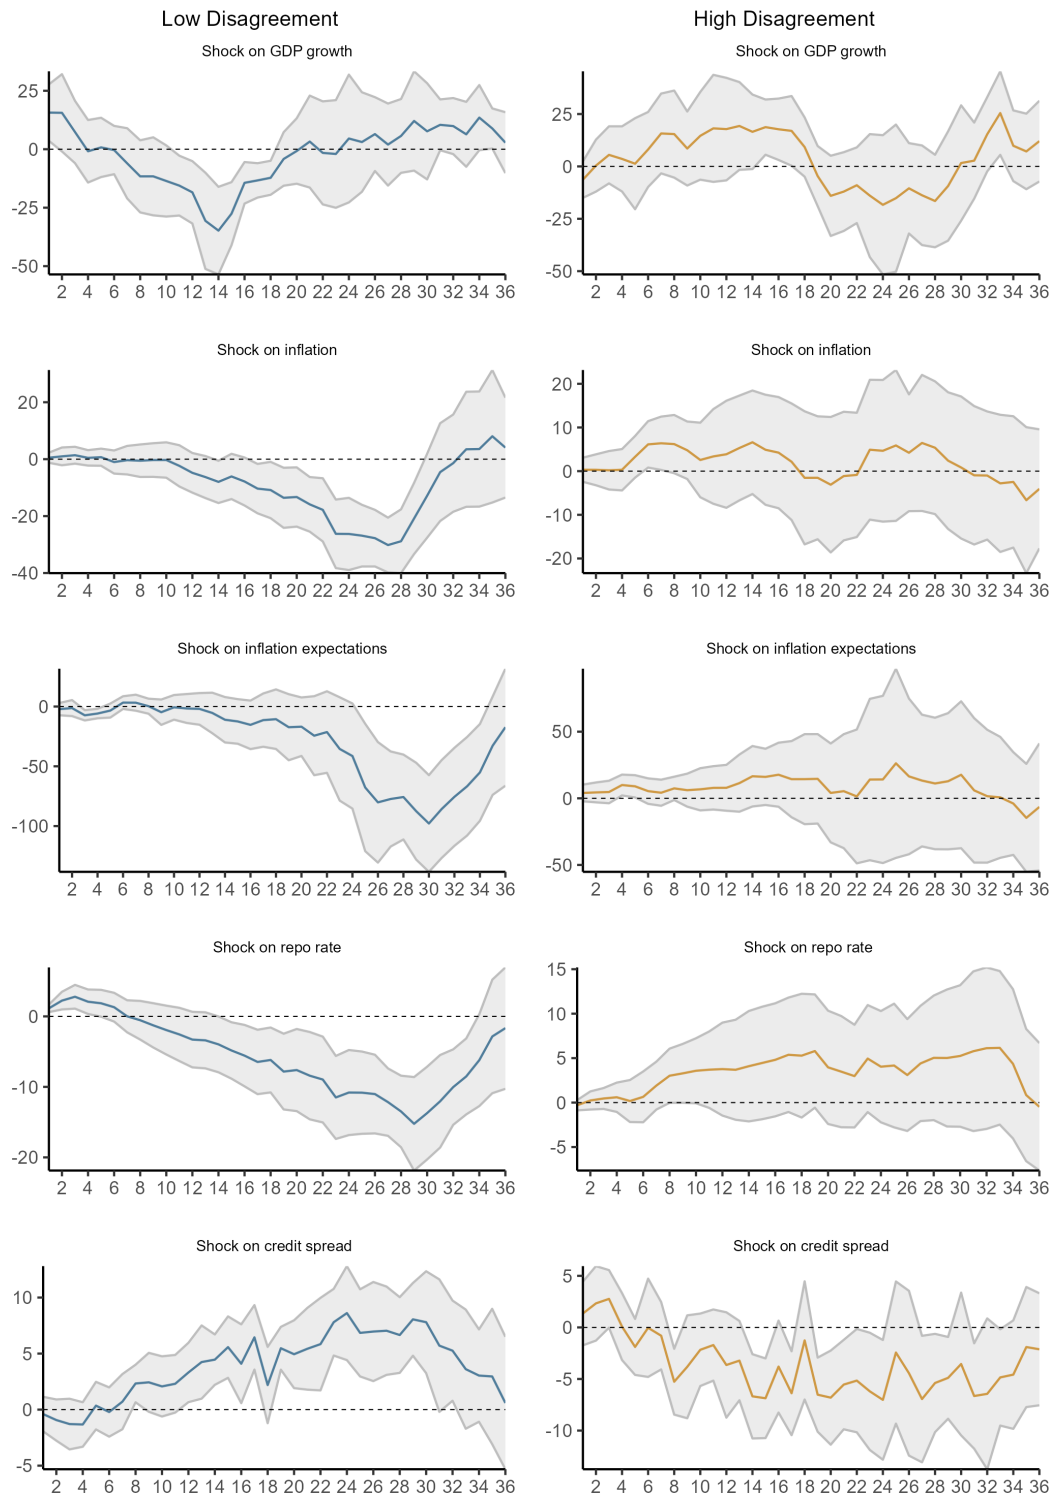 Low Disagreement High Disagreement
Shock on GDP growth Shock on GDP growth
25
0
-25
-50
25
0
-25
-50
2 4 6 8 10 12 14 16 18 20 22 24 26 28 30 32 34 36
2 4 6 8 10 12 14 16 18 20 22 24 26 28 30 32 34 36
Shock on inflation Shock on inflation
20
0
-20
-40
20
10
0
-10
-20
2 4 6 8 10 12 14 16 18 20 22 24 26 28 30 32 34 36
2 4 6 8 10 12 14 16 18 20 22 24 26 28 30 32 34 36
Shock on inflation expectations Shock on inflation expectations
0
-50
-100
50
0
-50
2 4 6 8 10 12 14 16 18 20 22 24 26 28 30 32 34 36
2 4 6 8 10 12 14 16 18 20 22 24 26 28 30 32 34 36
Shock on repo rate Shock on repo rate
0
-10
-20
15
10
5
0
-5
2 4 6 8 10 12 14 16 18 20 22 24 26 28 30 32 34 36
2 4 6 8 10 12 14 16 18 20 22 24 26 28 30 32 34 36
Shock on credit spread Shock on credit spread
10
5
0
-5
5
0
-5
-10
2 4 6 8 10 12 14 16 18 20 22 24 26 28 30 32 34 36
2 4 6 8 10 12 14 16 18 20 22 24 26 28 30 32 34 36